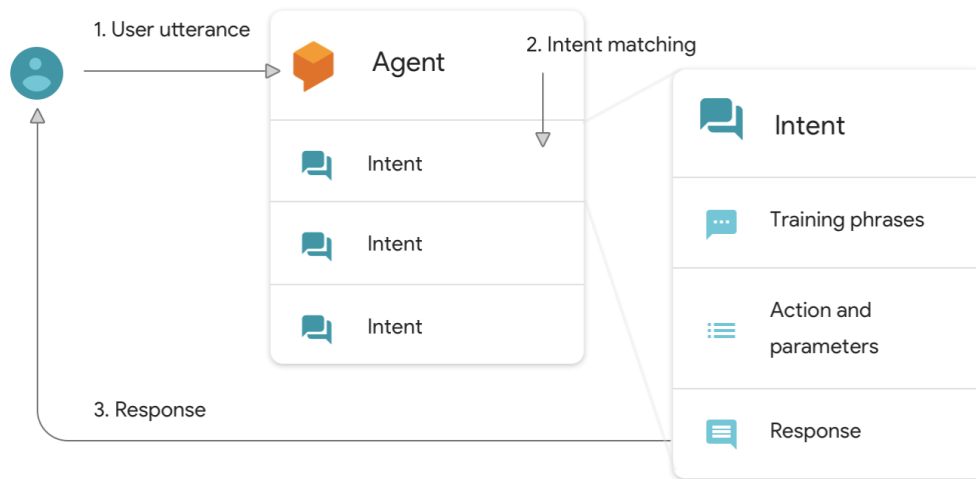 1. User utterance
Agent
2. Intent matching
Intent
Intent
Intent
Intent
Training phrases
Action and
parameters
Response
3. Response